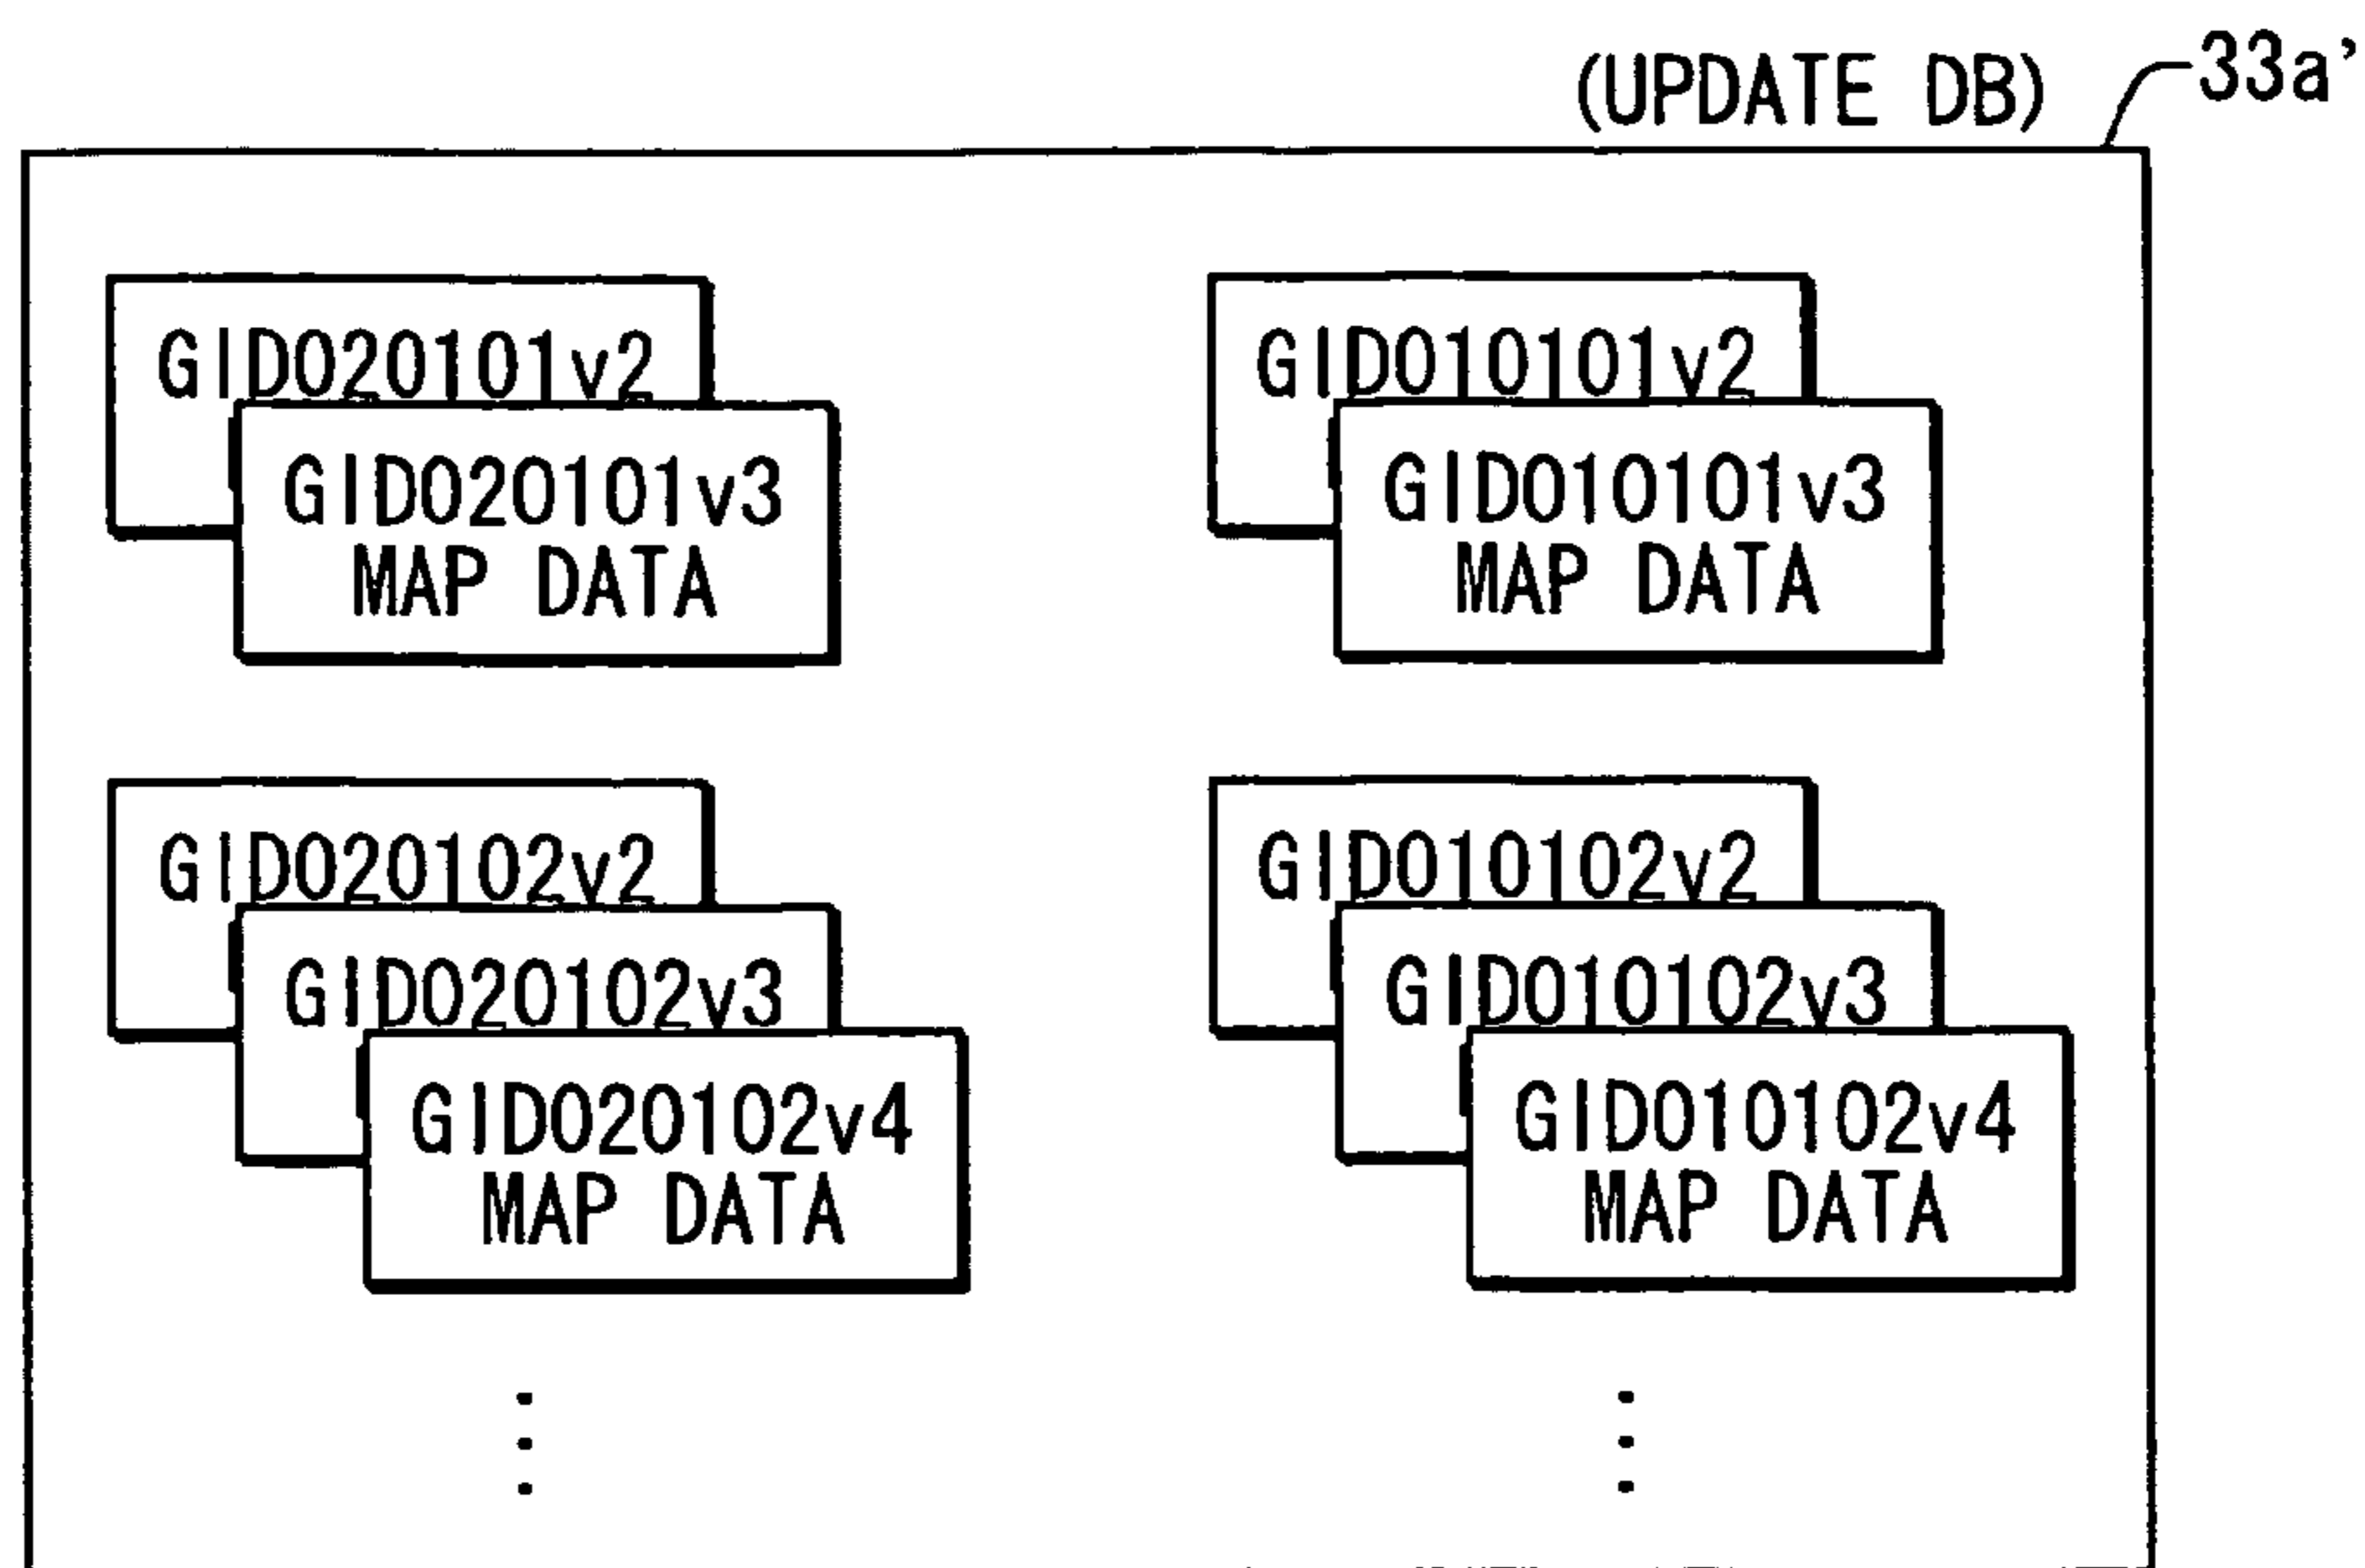 (UPDATE DB)
33a'
GID020101v2
GID020101v3
MAP DATA
GID010101v2
GID010101v3
MAP DATA
GID020102v2
GID020102v3
GID020102v4
MAP DATA
GID010102v2
GID010102v3
GID010102v4
MAP DATA